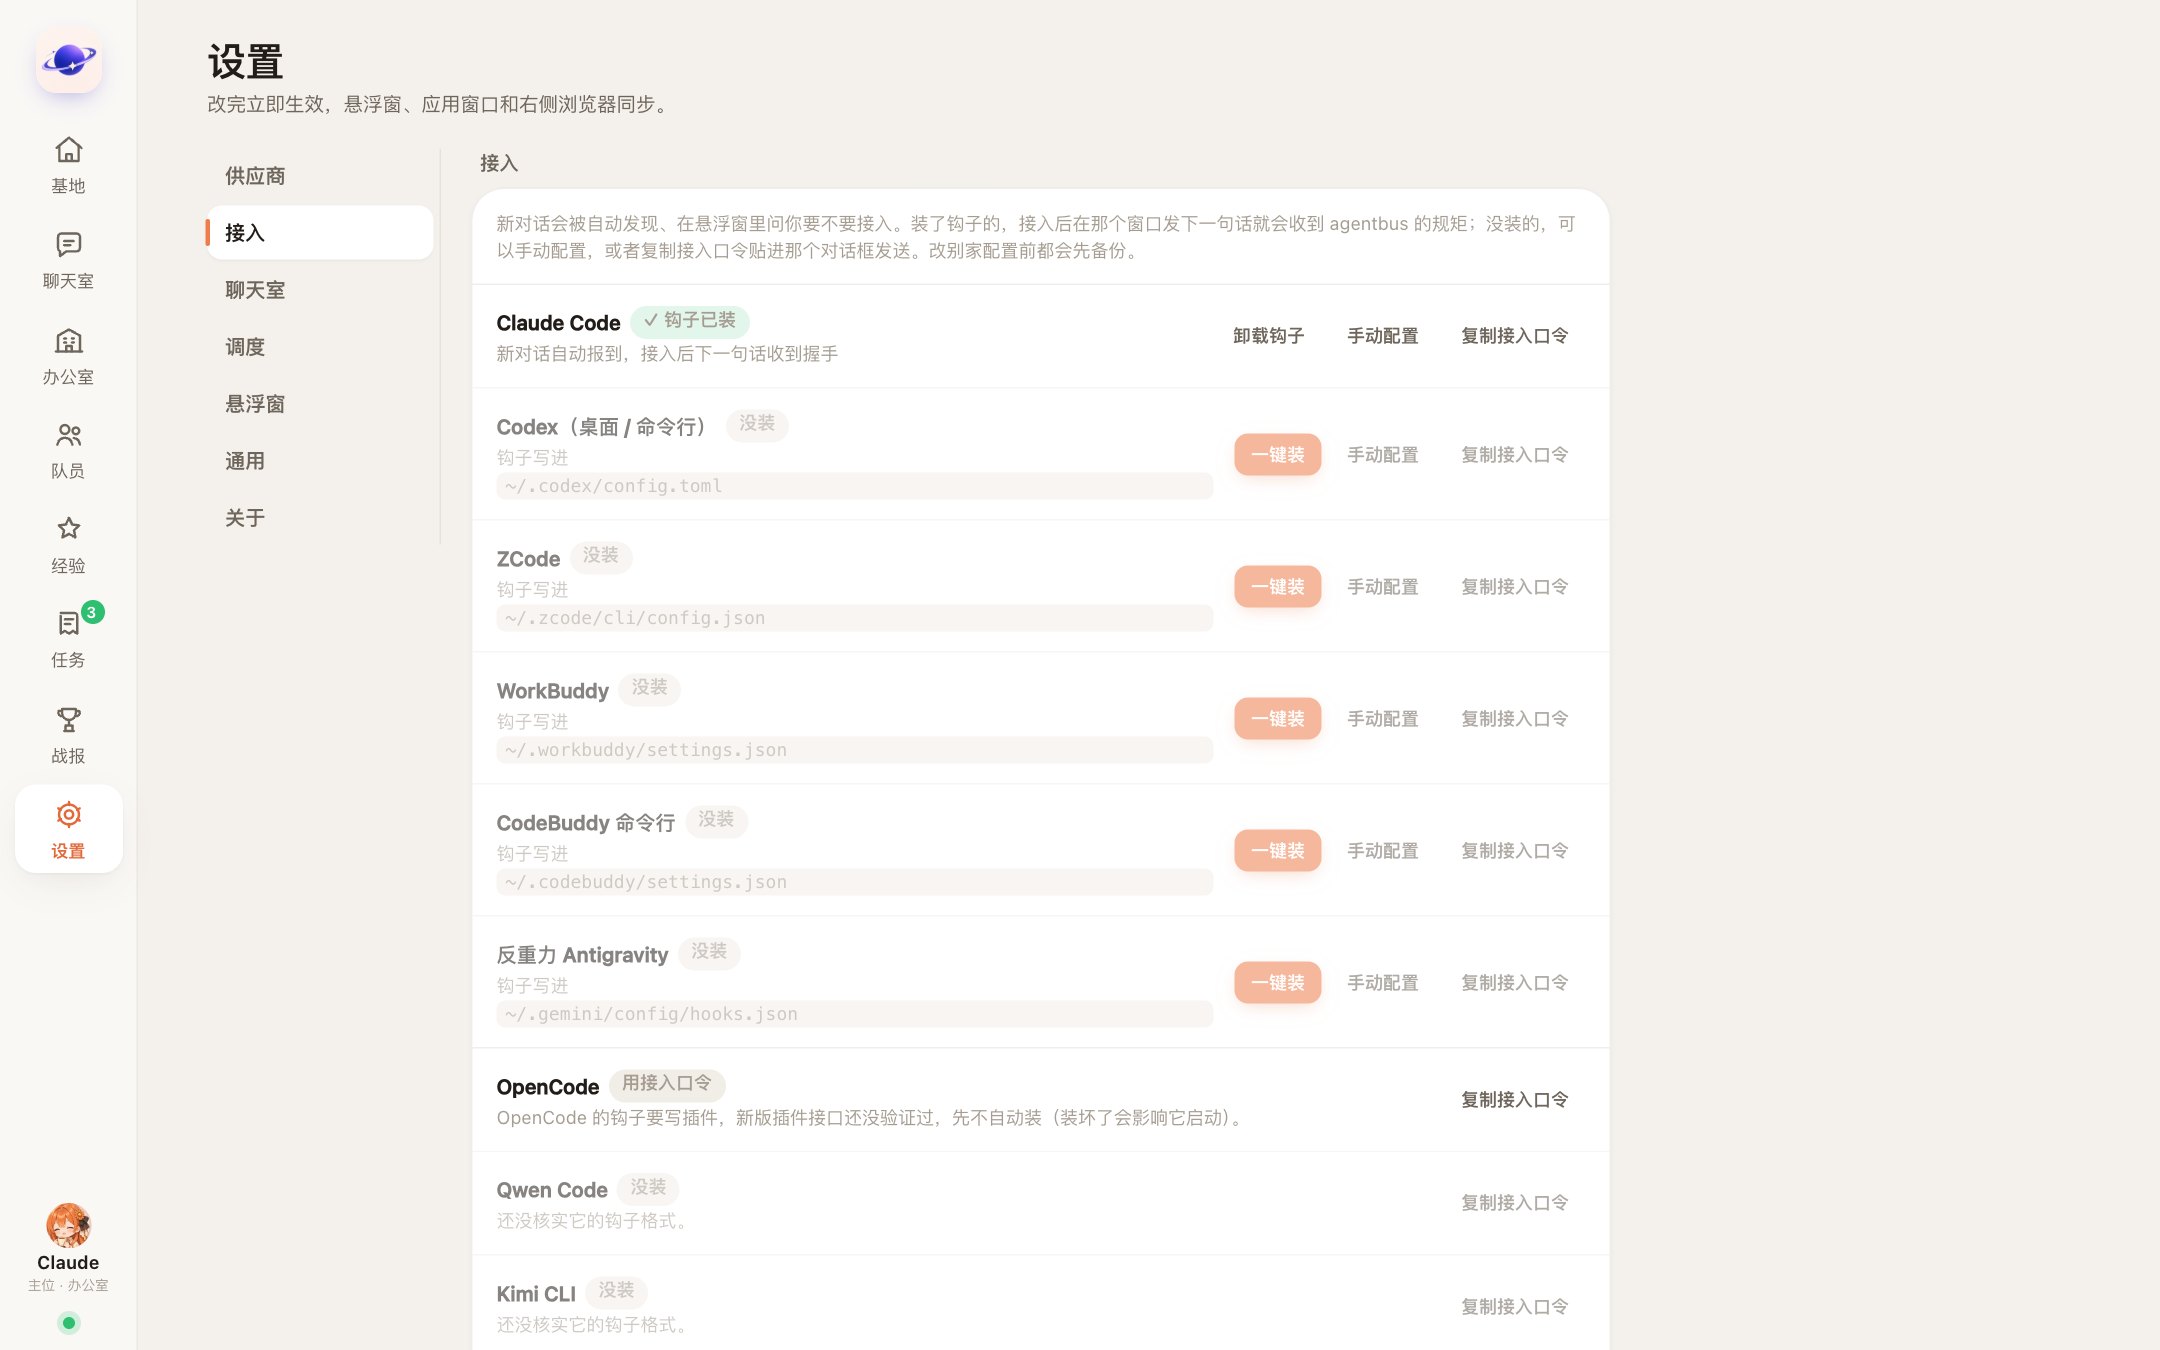 设置
改完立即生效，悬浮窗、应用窗口和右侧浏览器同步。
基地
聊天室
办公室
队员
经验
3
任务
战报
设置
Claude
主位 · 办公室
供应商
接入
聊天室
调度
悬浮窗
通用
关于
接入
新对话会被自动发现、在悬浮窗里问你要不要接入。装了钩子的，接入后在那个窗口发下一句话就会收到 agentbus 的规矩；没装的，可
以手动配置，或者复制接入口令贴进那个对话框发送。改别家配置前都会先备份。
Claude Code ✓ 钩子已装
新对话自动报到，接入后下一句话收到握手
卸载钩子 手动配置 复制接入口令
Codex（桌面 / 命令行） 没装
钩子写进
~/.codex/config.toml
一键装 手动配置 复制接入口令
ZCode 没装
钩子写进
~/.zcode/cli/config.json
一键装 手动配置 复制接入口令
WorkBuddy 没装
钩子写进
~/.workbuddy/settings.json
一键装 手动配置 复制接入口令
CodeBuddy 命令行 没装
钩子写进
~/.codebuddy/settings.json
一键装 手动配置 复制接入口令
反重力 Antigravity 没装
钩子写进
~/.gemini/config/hooks.json
一键装 手动配置 复制接入口令
OpenCode 用接入口令
OpenCode 的钩子要写插件，新版插件接口还没验证过，先不自动装（装坏了会影响它启动）。
复制接入口令
Qwen Code 没装
还没核实它的钩子格式。
复制接入口令
Kimi CLI 没装
还没核实它的钩子格式。
复制接入口令